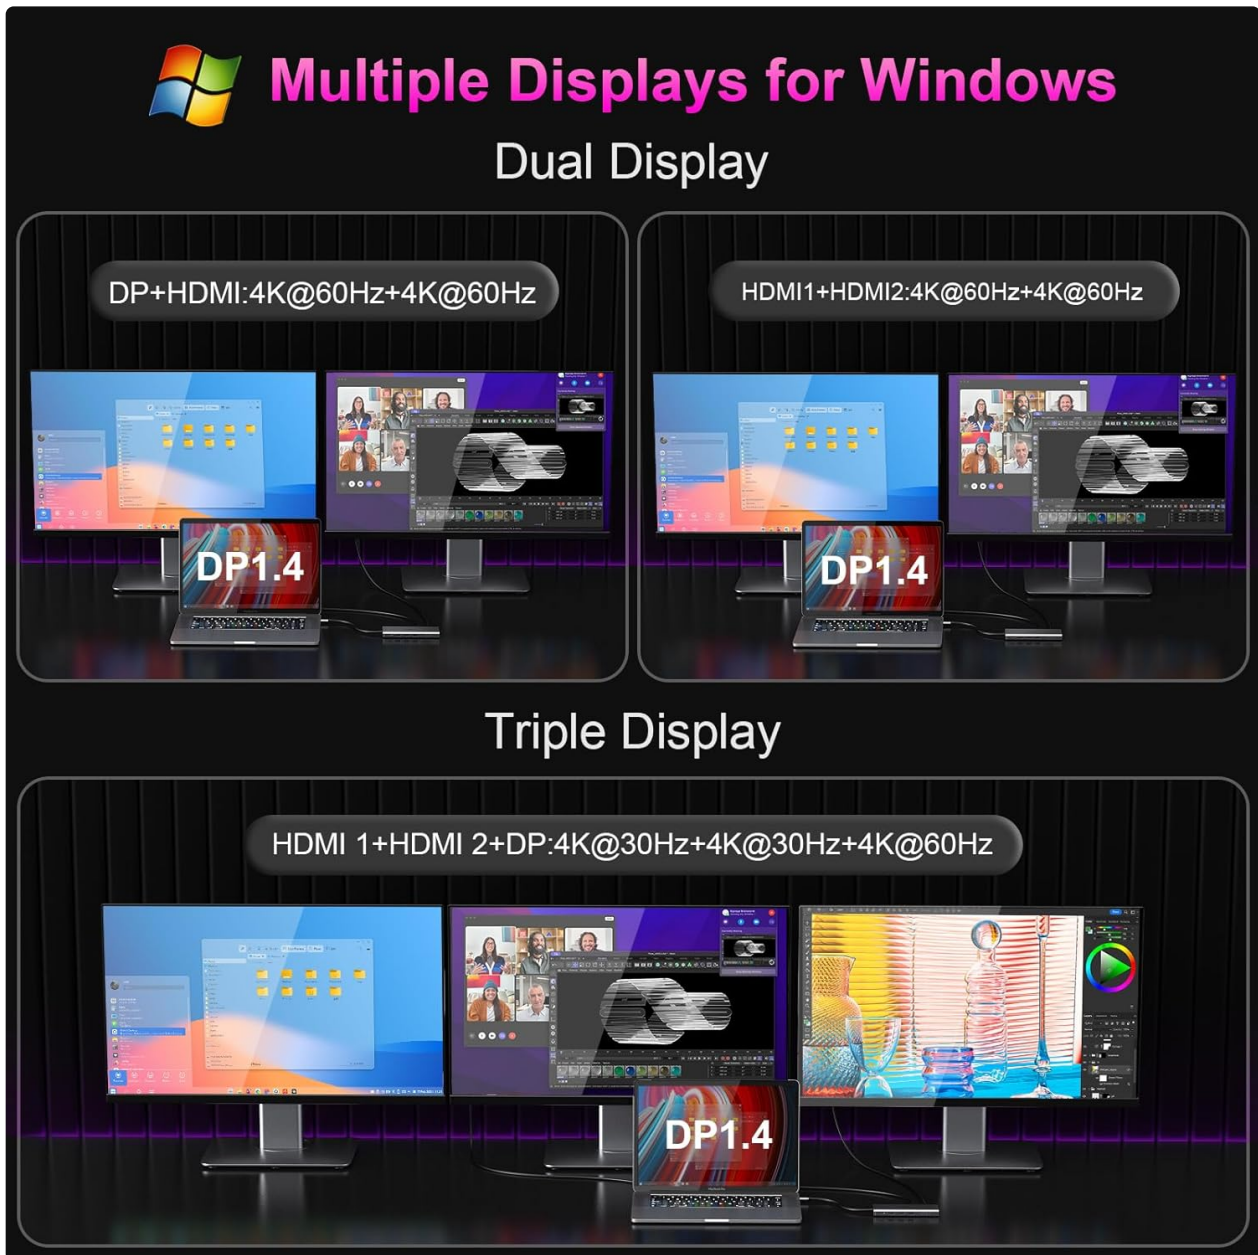 Multiple Displays for Windows
Dual Display
DP+HDMI:4K@60Hz+4K@60Hz
HDMI1+HDMI2:4K@60Hz+4K@60Hz
DP1.4
DP1.4
Triple Display
HDMI 1+HDMI 2+DP:4K@30Hz+4K@30Hz+4K@60Hz
DP1.4